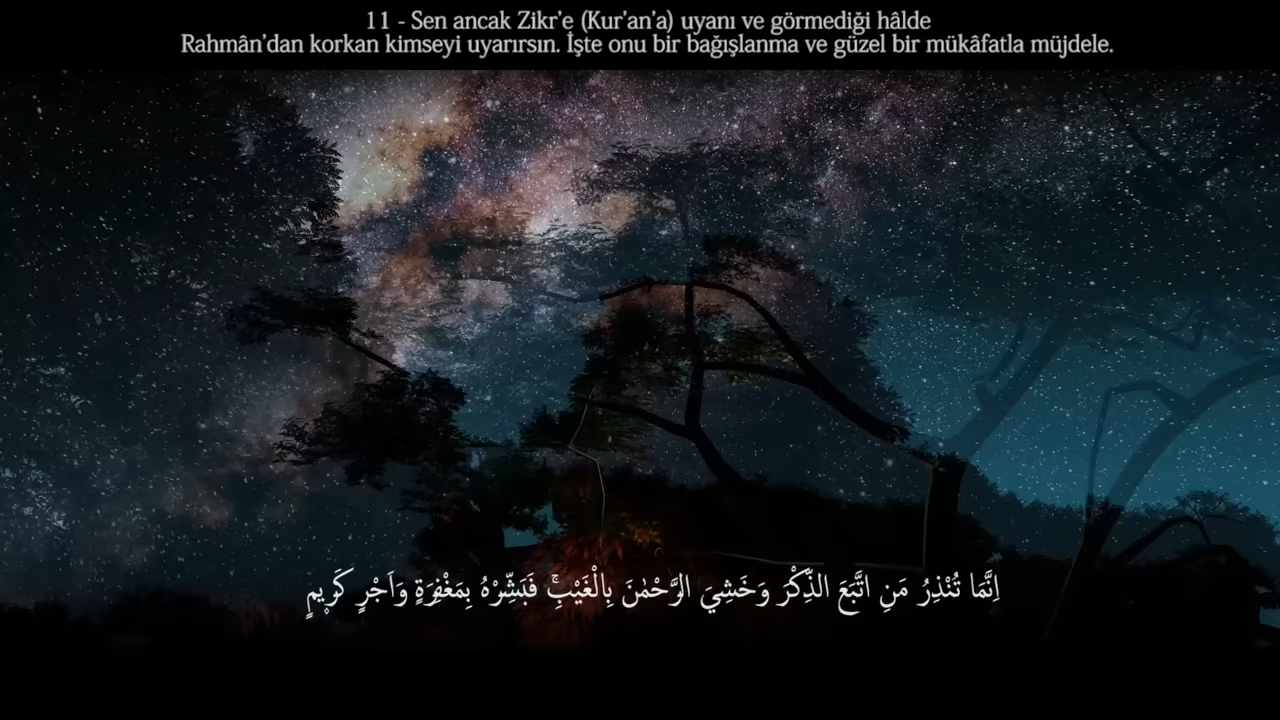 11 - Sen ancak Zikr’e (Kur’an’a) uyanı ve görmediği hâlde
Rahmân’dan korkan kimseyi uyarırsın. İşte onu bir bağışlanma ve güzel bir mükâfatla müjdele.
اِنَّمَا تُنْذِرُ مَنِ اتَّبَعَ الذِّكْرَ وَخَشِيَ الرَّحْمٰنَ بِالْغَيْبِۚ فَبَشِّرْهُ بِمَغْفِرَةٍ وَاَجْرٍ كَر۪يمٍ